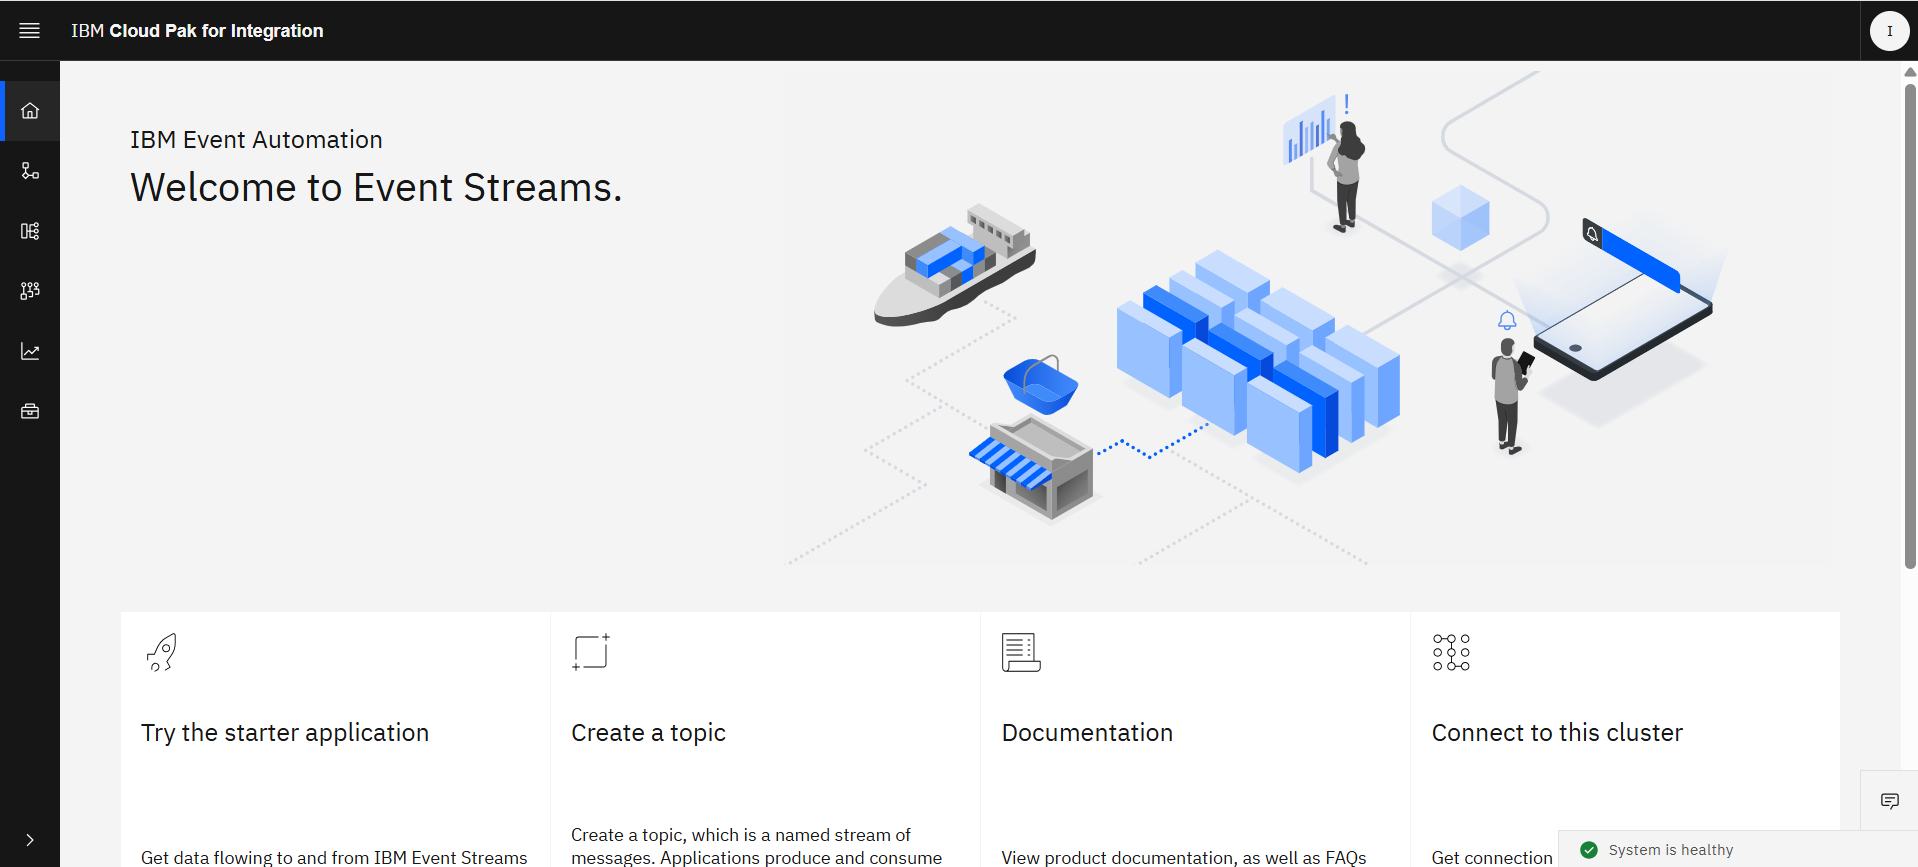 IBM Cloud Pak for Integration
I
IBM Event Automation
Welcome to Event Streams.
!
Try the starter application
Get data flowing to and from IBM Event Streams
Create a topic
Create a topic, which is a named stream of
messages. Applications produce and consume
Documentation
View product documentation, as well as FAQs
Connect to this cluster
Get connection
System is healthy